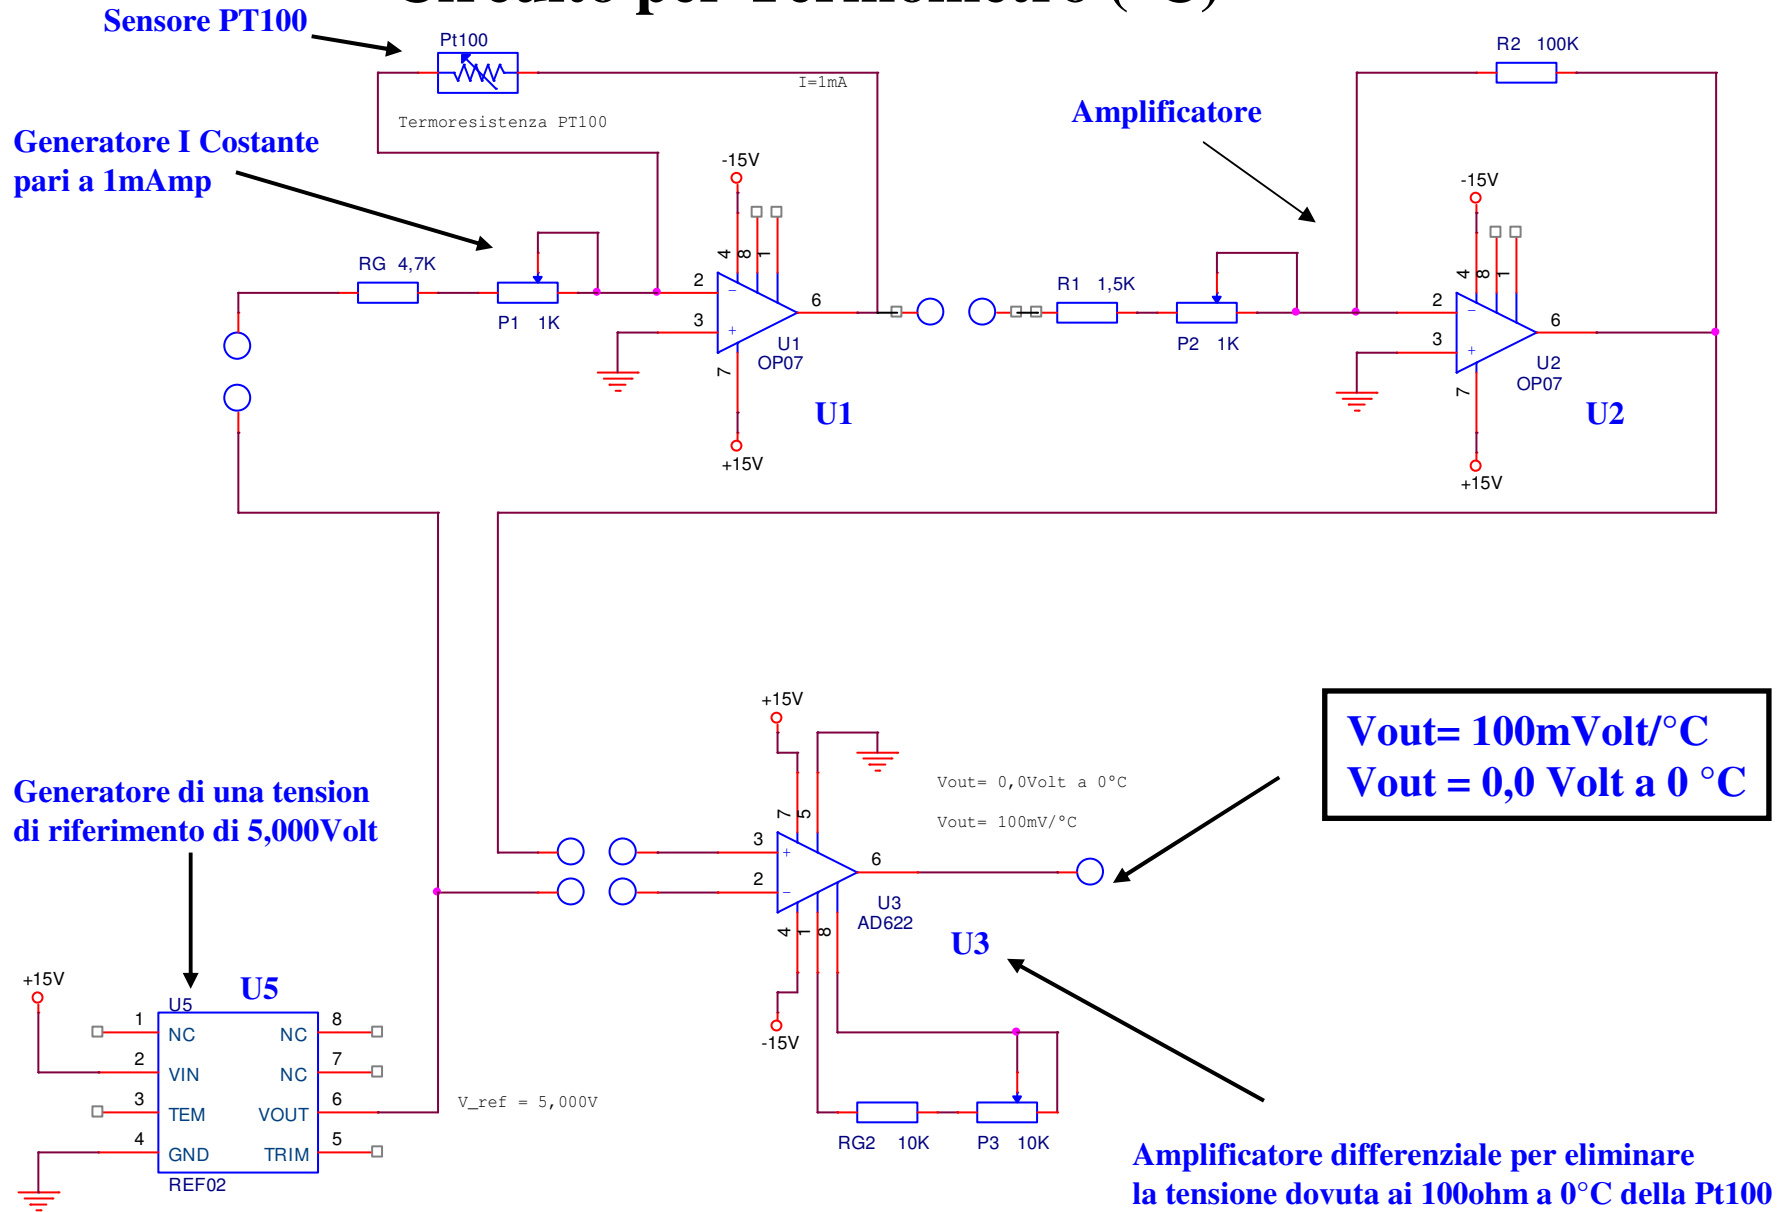 Circuito per Termometro (°C)
Sensore PT100
Pt100
I=1mA
Termoresistenza PT100
Generatore I Costante
pari a 1mAmp
RG 4,7K
P1 1K
-15V
4
8
1
2
3
6
7
U1
OP07
+15V
U1
Amplificatore
R2 100K
R1 1,5K
P2 1K
-15V
4
8
1
2
3
6
7
U2
OP07
+15V
U2
+15V
7
5
3
2
6
4
1
8
U3
AD622
-15V
U3
RG2 10K
P3 10K
Vout= 0,0Volt a 0°C
Vout= 100mV/°C
Vout= 100mVolt/°C
Vout = 0,0 Volt a 0 °C
Generatore di una tension
di riferimento di 5,000Volt
+15V
U5
U5
1
NC
NC
8
2
VIN
NC
7
3
TEM
VOUT
6
4
GND
TRIM
5
REF02
V_ref = 5,000V
Amplificatore differenziale per eliminare
la tensione dovuta ai 100ohm a 0°C della Pt100